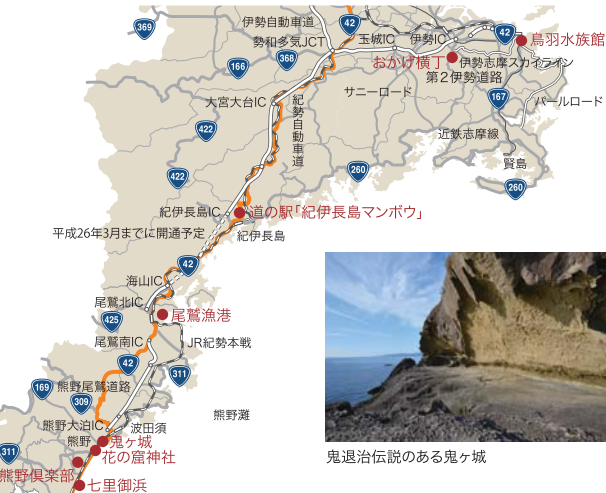 伊勢自動車道
369
42
玉城IC
伊勢IC
42
鳥羽水族館
勢和多気JCT
368
166
おかげ横丁
伊勢志摩スカイライン
第2伊勢道路
サニーロード
167
パールロード
大宮大台IC
紀勢自動車道
422
近鉄志摩線
賢島
422
260
260
紀伊長島IC
道の駅「紀伊長島マンボウ」
平成26年3月までに開通予定
紀伊長島
42
海山IC
尾鷲北IC
尾鷲漁港
425
尾鷲南IC
JR紀勢本戦
42
311
169
熊野尾鷲道路
309
熊野灘
熊野大泊IC
波田須
熊野
鬼ヶ城
花の窟神社
311
熊野倶楽部
七里御浜
鬼退治伝説のある鬼ヶ城